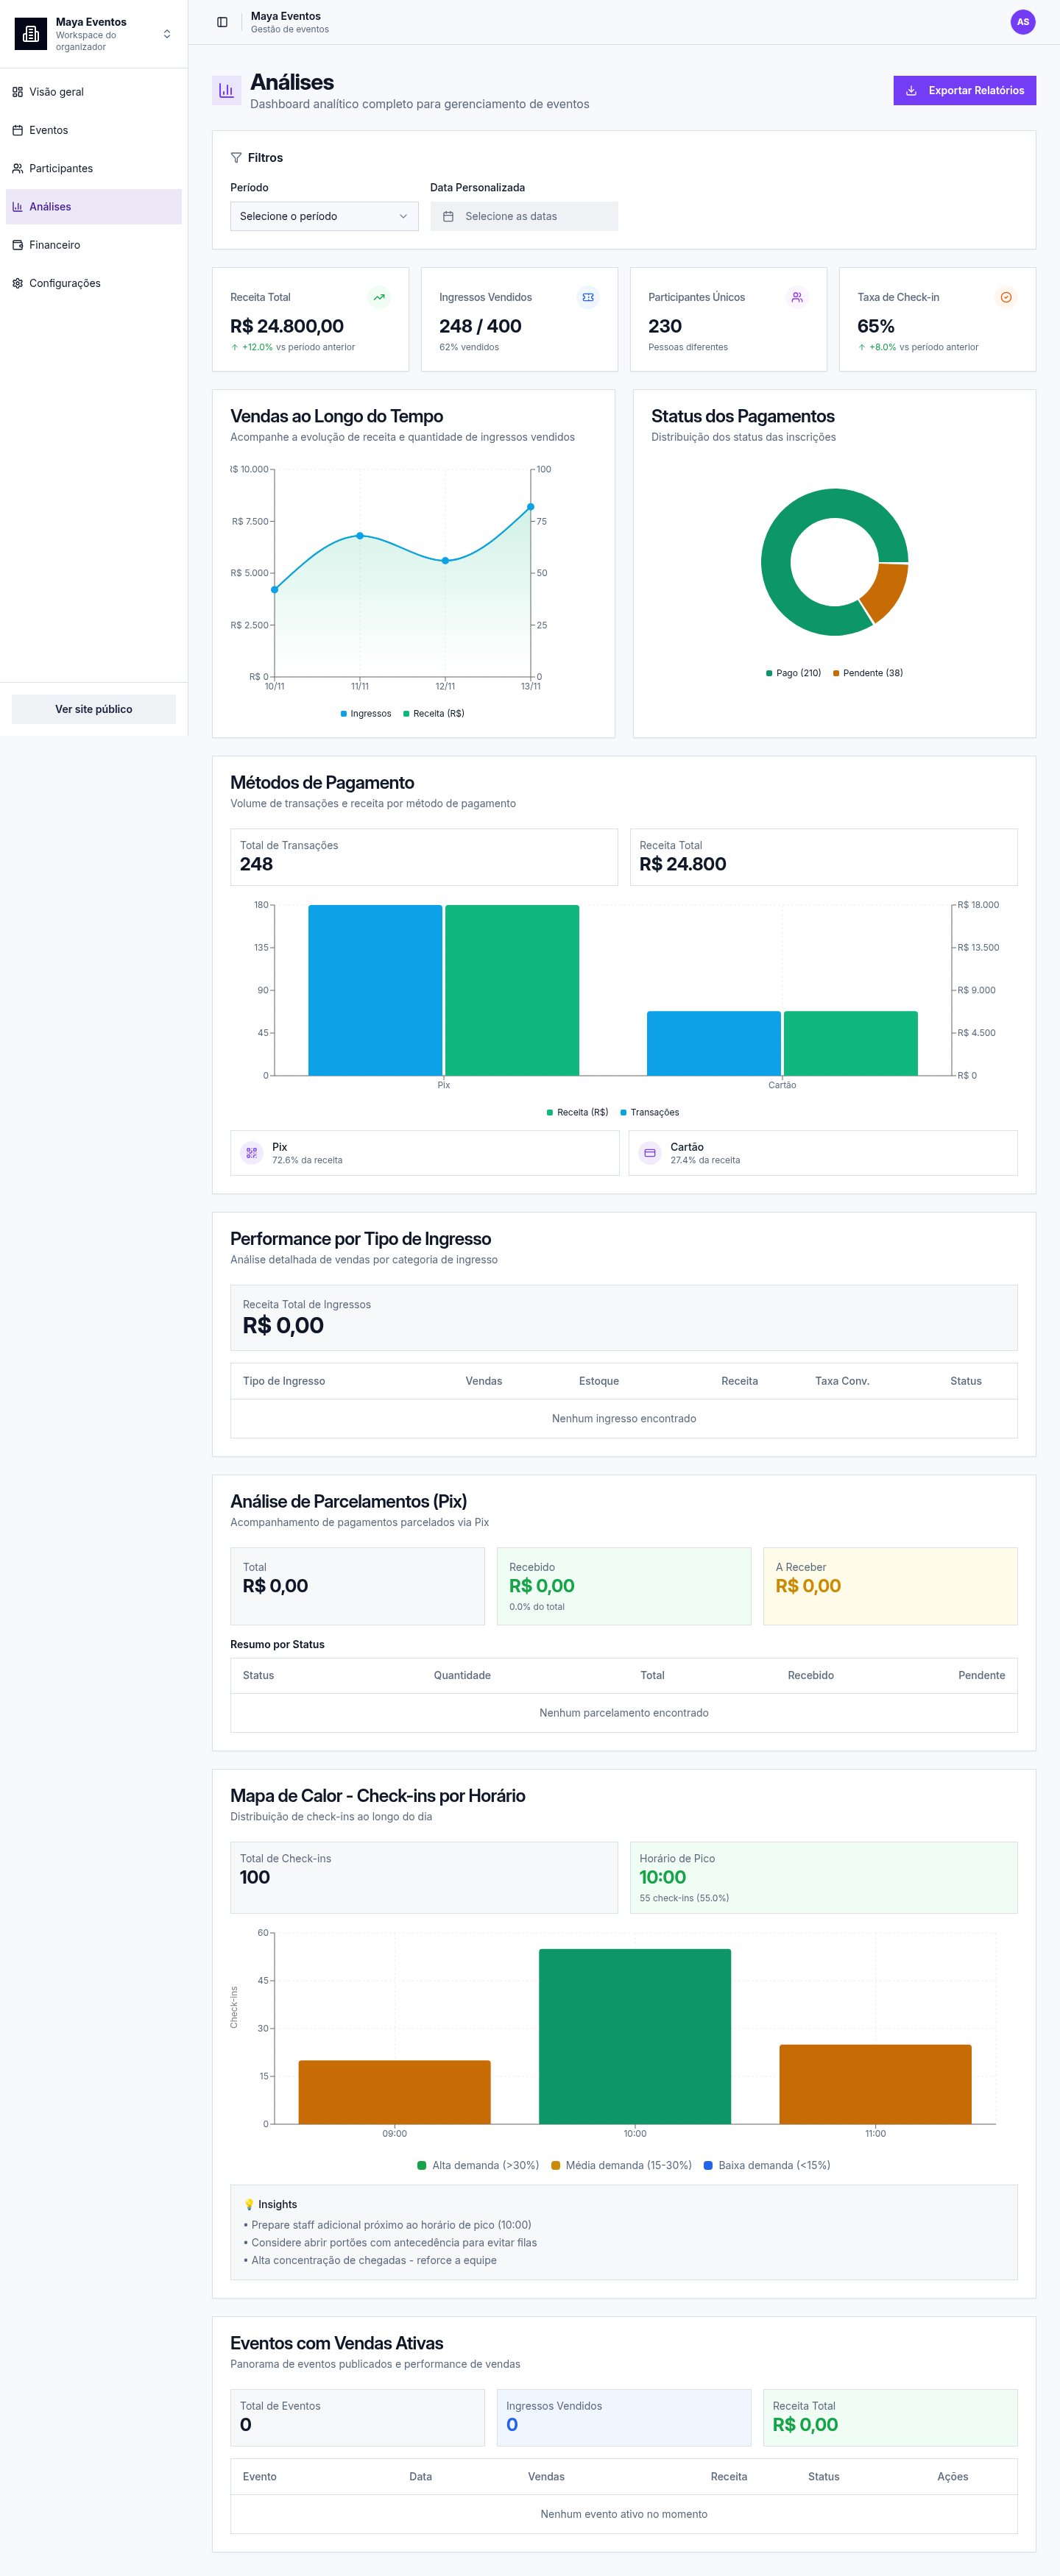 Maya Eventos
Workspace do
organizador
Visão geral
Eventos
Participantes
Análises
Financeiro
Configurações
Ver site público
Maya Eventos
Gestão de eventos
AS
Análises
Dashboard analítico completo para gerenciamento de eventos
Exportar Relatórios
Filtros
Período
Data Personalizada
Selecione o período
Selecione as datas
Receita Total
R$ 24.800,00
+12.0% vs período anterior
Ingressos Vendidos
248 / 400
62% vendidos
Participantes Únicos
230
Pessoas diferentes
Taxa de Check-in
65%
+8.0% vs período anterior
Vendas ao Longo do Tempo
Acompanhe a evolução de receita e quantidade de ingressos vendidos
R$ 10.000
R$ 7.500
R$ 5.000
R$ 2.500
R$ 0
100
75
50
25
0
10/11
11/11
12/11
13/11
Ingressos
Receita (R$)
Status dos Pagamentos
Distribuição dos status das inscrições
Pago (210)
Pendente (38)
Métodos de Pagamento
Volume de transações e receita por método de pagamento
Total de Transações
248
Receita Total
R$ 24.800
180
135
90
45
0
R$ 18.000
R$ 13.500
R$ 9.000
R$ 4.500
R$ 0
Pix
Cartão
Receita (R$)
Transações
Pix
72.6% da receita
Cartão
27.4% da receita
Performance por Tipo de Ingresso
Análise detalhada de vendas por categoria de ingresso
Receita Total de Ingressos
R$ 0,00
Tipo de Ingresso Vendas Estoque Receita Taxa Conv. Status
Nenhum ingresso encontrado
Análise de Parcelamentos (Pix)
Acompanhamento de pagamentos parcelados via Pix
Total
R$ 0,00
Recebido
R$ 0,00
0.0% do total
A Receber
R$ 0,00
Resumo por Status
Status Quantidade Total Recebido Pendente
Nenhum parcelamento encontrado
Mapa de Calor - Check-ins por Horário
Distribuição de check-ins ao longo do dia
Total de Check-ins
100
Horário de Pico
10:00
55 check-ins (55.0%)
Check-ins
60
45
30
15
0
09:00
10:00
11:00
Alta demanda (>30%)
Média demanda (15-30%)
Baixa demanda (<15%)
💡 Insights
• Prepare staff adicional próximo ao horário de pico (10:00)
• Considere abrir portões com antecedência para evitar filas
• Alta concentração de chegadas - reforce a equipe
Eventos com Vendas Ativas
Panorama de eventos publicados e performance de vendas
Total de Eventos
0
Ingressos Vendidos
0
Receita Total
R$ 0,00
Evento Data Vendas Receita Status Ações
Nenhum evento ativo no momento